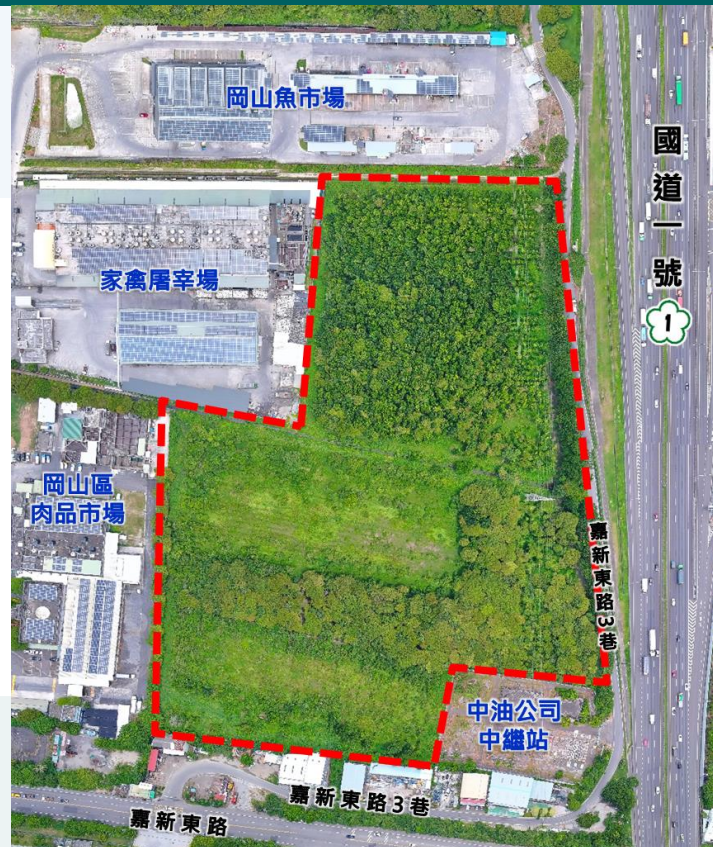 岡山魚市場
國道一號
1
家禽屠宰場
岡山區
肉品市場
嘉新東路3巷
中油公司
中繼站
嘉新東路3巷
嘉新東路